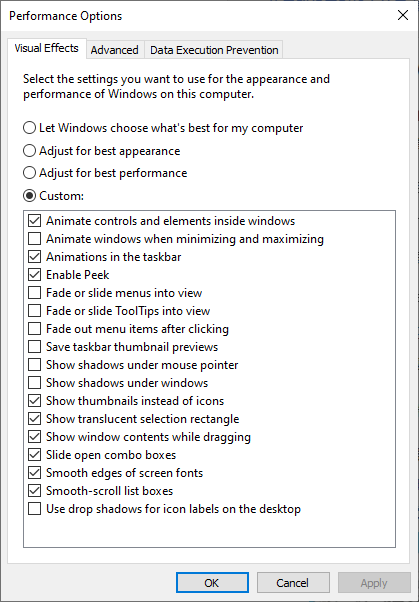 Performance Options
Visual Effects
Advanced
Data Execution Prevention
Select the settings you want to use for the appearance and
performance of Windows on this computer.
Let Windows choose what's best for my computer
Adjust for best appearance
Adjust for best performance
Custom:
Animate controls and elements inside windows
Animate windows when minimizing and maximizing
Animations in the taskbar
Enable Peek
Fade or slide menus into view
Fade or slide ToolTips into view
Fade out menu items after clicking
Save taskbar thumbnail previews
Show shadows under mouse pointer
Show shadows under windows
Show thumbnails instead of icons
Show translucent selection rectangle
Show window contents while dragging
Slide open combo boxes
Smooth edges of screen fonts
Smooth-scroll list boxes
Use drop shadows for icon labels on the desktop
OK
Cancel
Apply